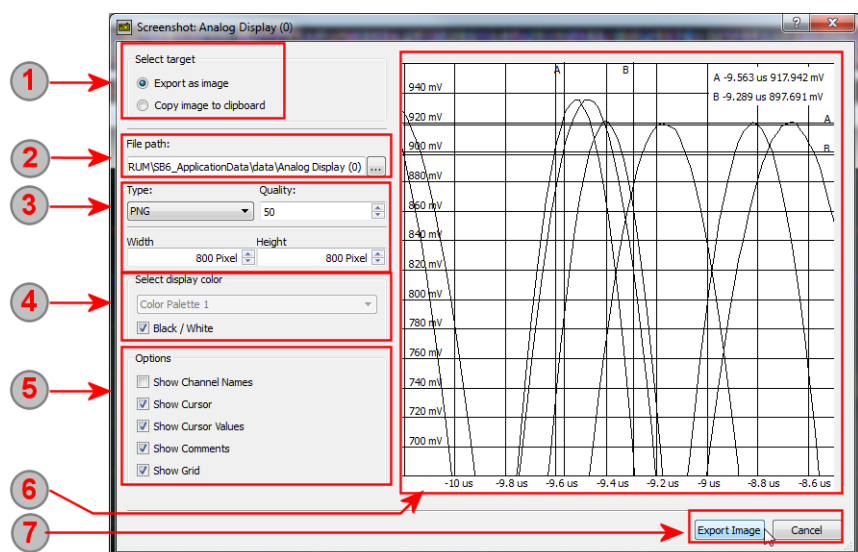 Screenshot: Analog Display (0)
?
X
1
Select target
Export as image
Copy image to clipboard
2
File path:
RUM\SB6_ApplicationData\data\Analog Display (0)
...
3
Type:
Quality:
PNG
50
Width
Height
800 Pixel
800 Pixel
4
Select display color
Color Palette 1
Black / White
5
Options
Show Channel Names
Show Cursor
Show Cursor Values
Show Comments
Show Grid
6
7
A
B
A -9.563 us 917.942 mV
B -9.289 us 897.691 mV
A
B
940 mV
920 mV
900 mV
880 mV
860 mV
840 mV
820 mV
800 mV
780 mV
760 mV
740 mV
720 mV
700 mV
-10 us
-9.8 us
-9.6 us
-9.4 us
-9.2 us
-9 us
-8.8 us
-8.6 us
Export Image
Cancel